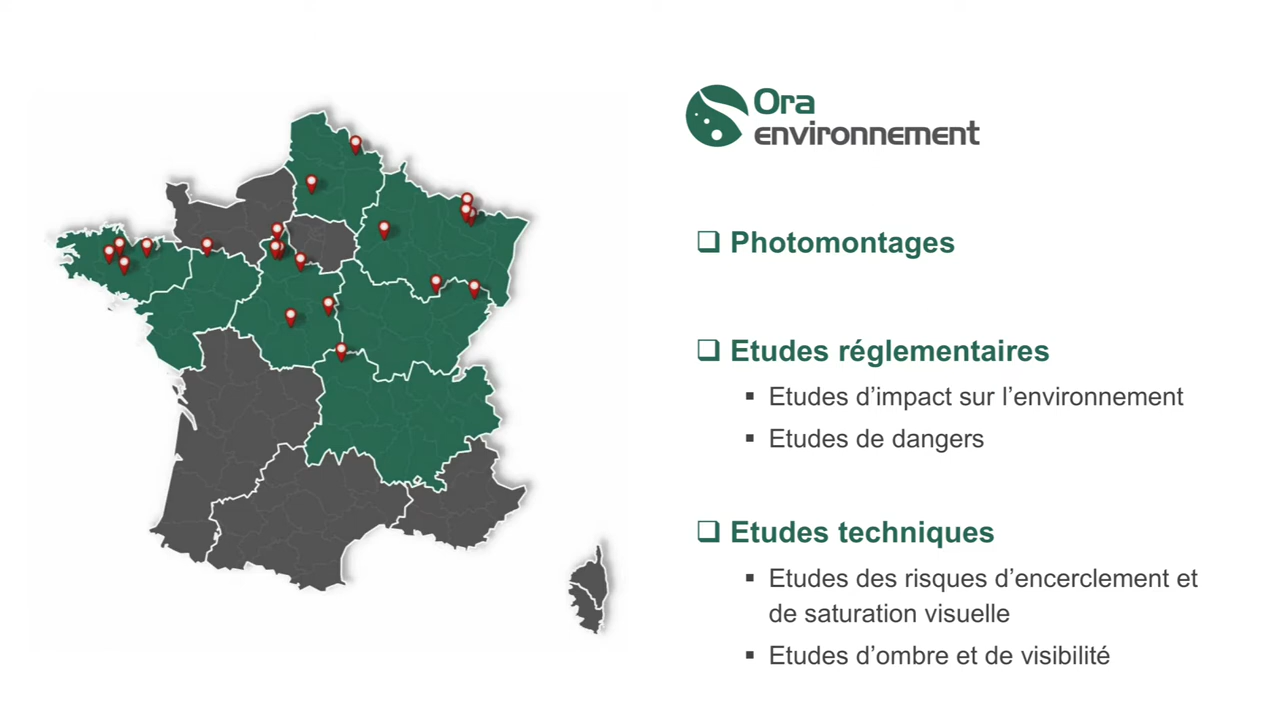 Ora
environnement
Photomontages
Etudes réglementaires
Etudes d’impact sur l’environnement
Etudes de dangers
Etudes techniques
Etudes des risques d’encerclement et
de saturation visuelle
Etudes d’ombre et de visibilité